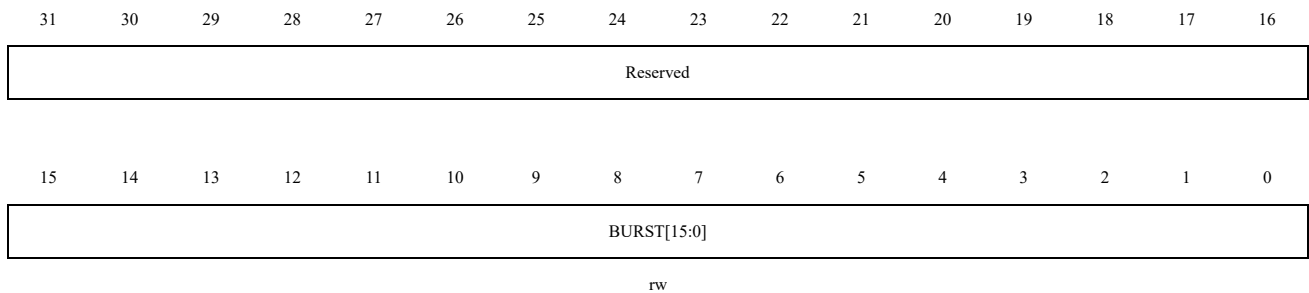 31 30 29 28 27 26 25 24 23 22 21 20 19 18 17 16
Reserved
15 14 13 12 11 10 9 8 7 6 5 4 3 2 1 0
BURST[15:0]
rw